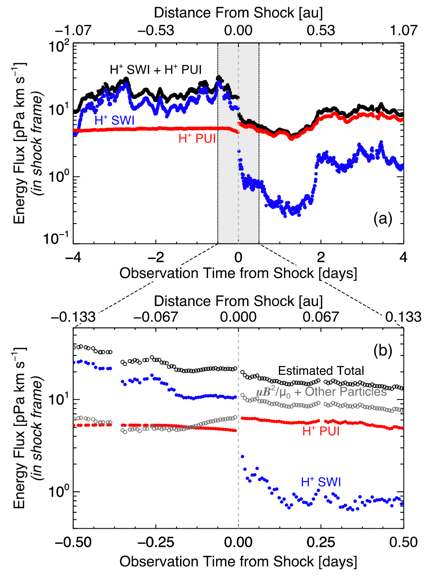 Distance From Shock [au]
−1.07 −0.53 0.00 0.53 1.07
10²
10¹
10⁰
10⁻¹
Energy Flux [pPa km s⁻¹]
(in shock frame)
H⁺ SWI + H⁺ PUI
H⁺ SWI
H⁺ PUI
(a)
−4 −2 0 2 4
Observation Time from Shock [days]
Distance From Shock [au]
−0.133 −0.067 0.000 0.067 0.133
(b)
10¹
10⁰
Energy Flux [pPa km s⁻¹]
(in shock frame)
Estimated Total
uB²/μ₀ + Other Particles
H⁺ PUI
H⁺ SWI
−0.50 −0.25 0.00 0.25 0.50
Observation Time from Shock [days]